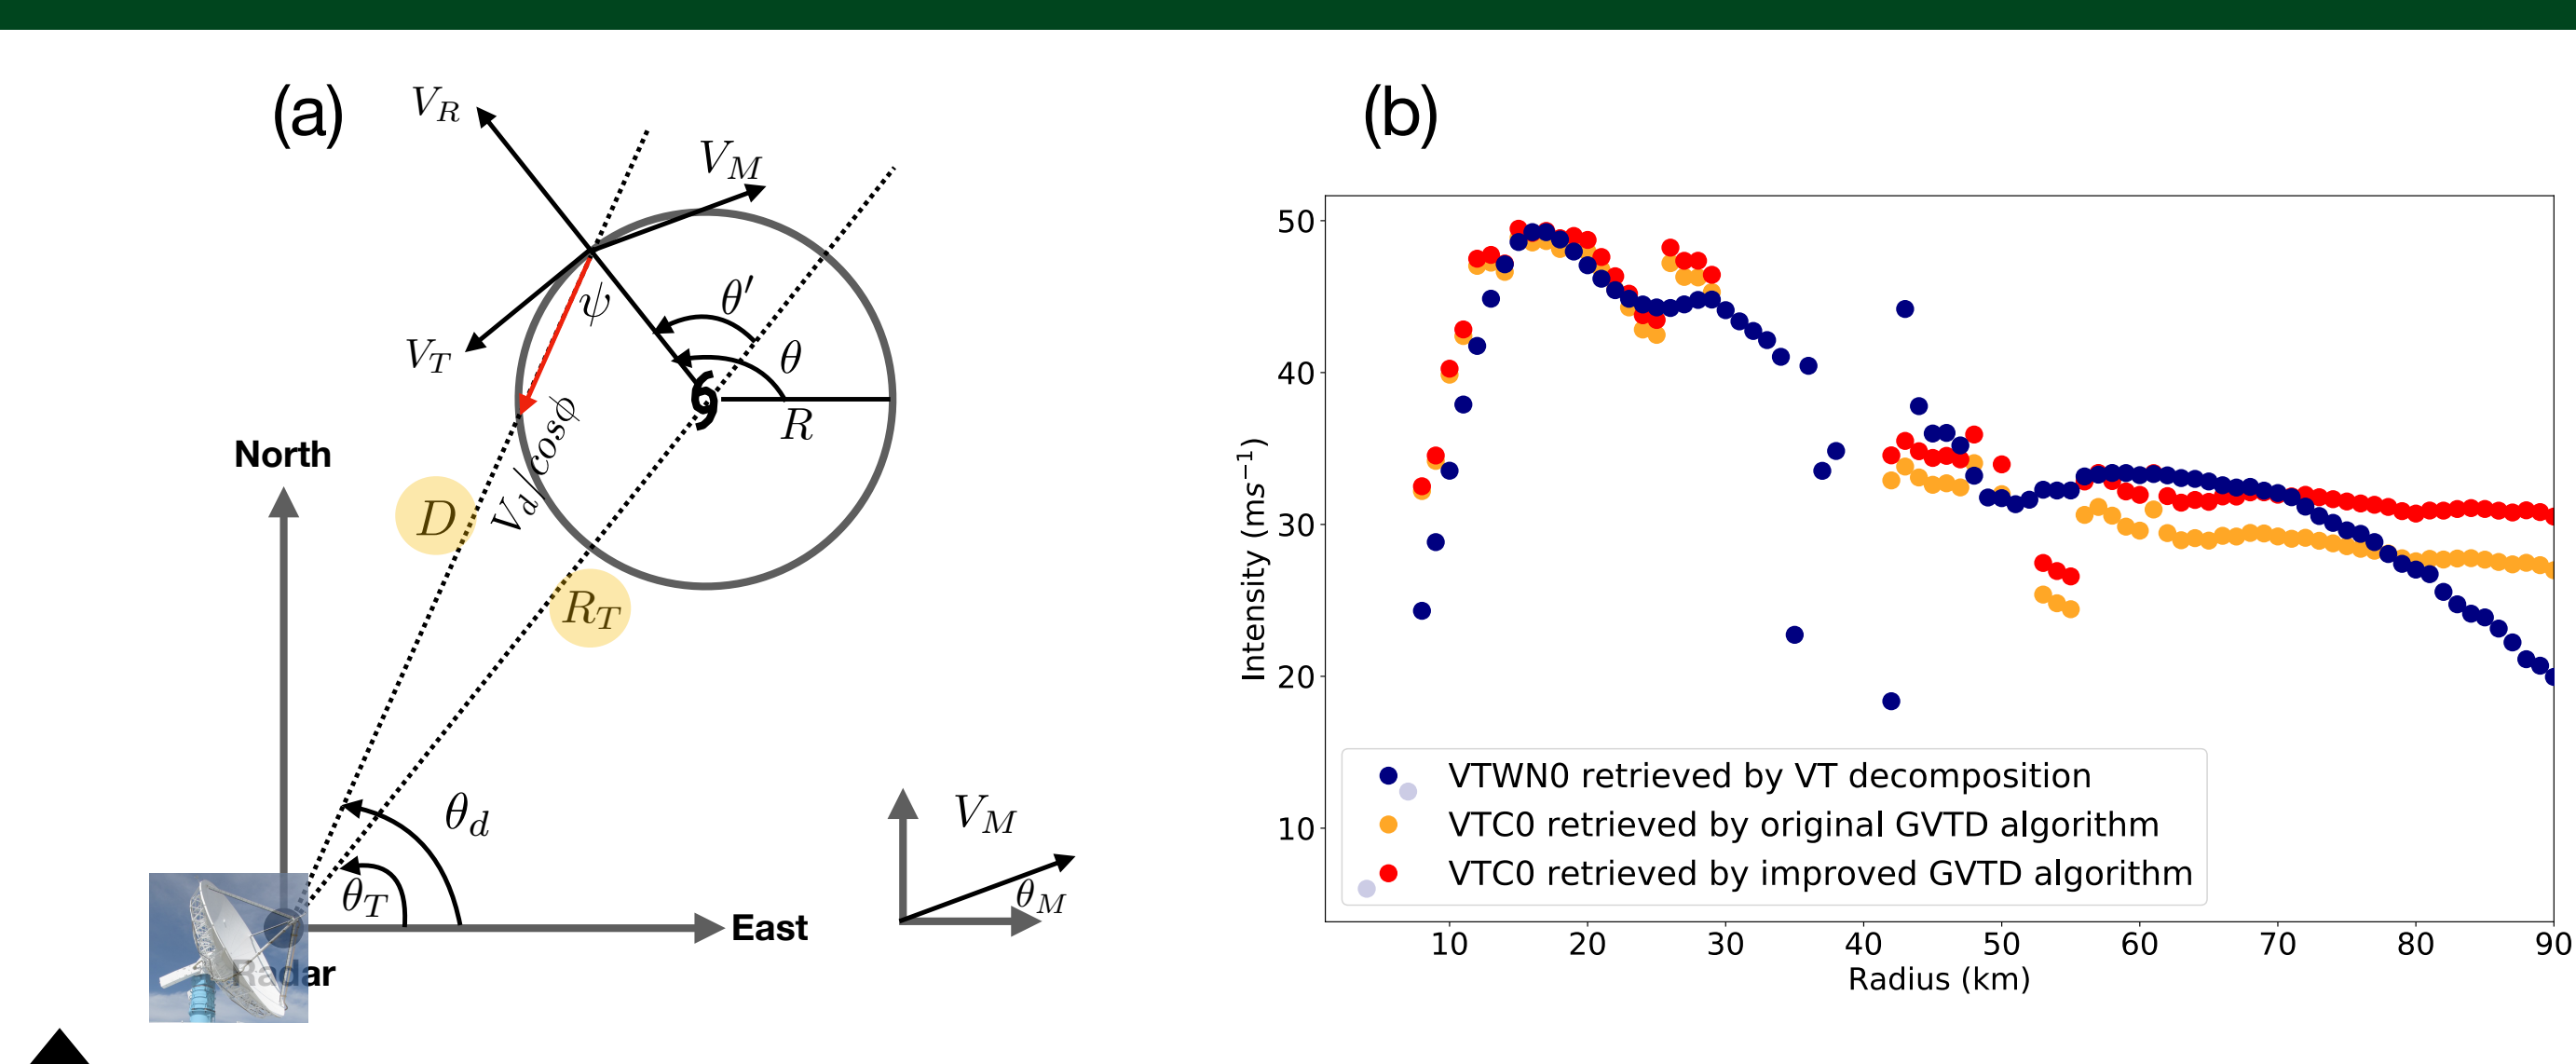 (a)
V_R
V_M
θ′
ψ
θ
V_T
R
North
V_d/cosϕ
D
R_T
θ_d
V_M
θ_T
θ_M
East
Radar
(b)
50
40
30
20
10
Intensity (ms⁻¹)
VTWN0 retrieved by VT decomposition
VTC0 retrieved by original GVTD algorithm
VTC0 retrieved by improved GVTD algorithm
10 20 30 40 50 60 70 80 90
Radius (km)